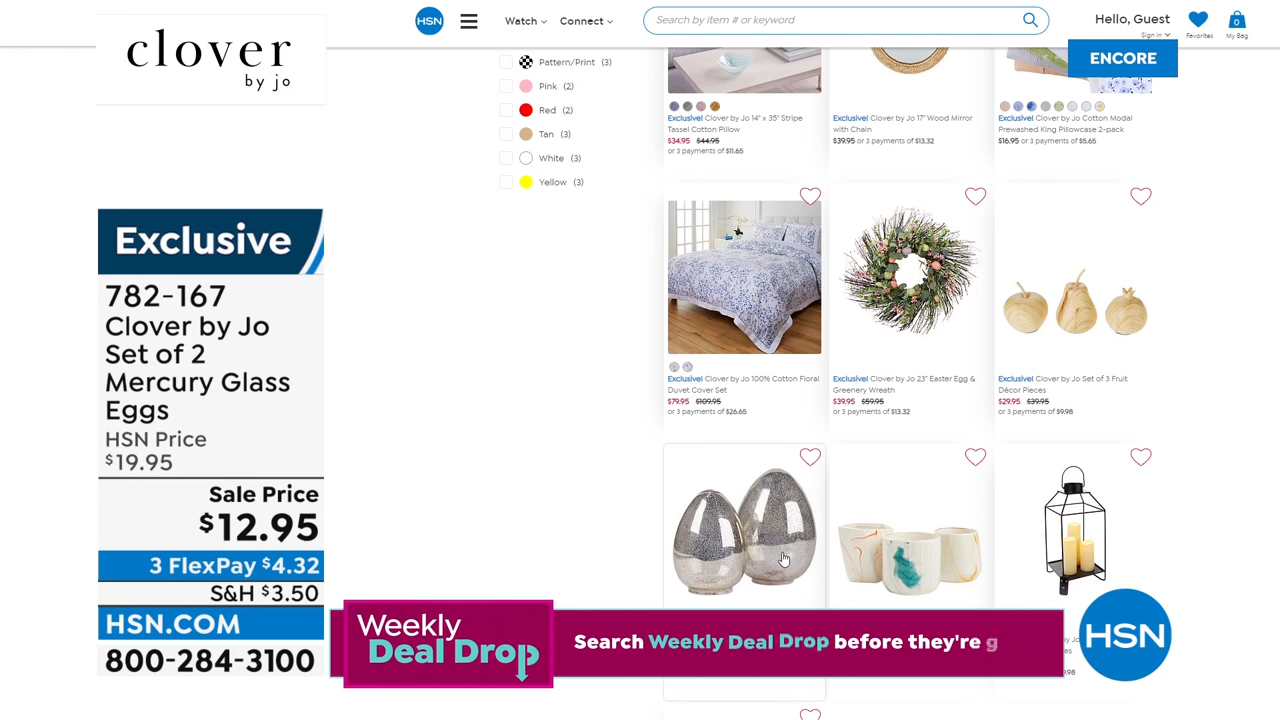 clover
by jo
HSN
Watch
Connect
Search by item # or keyword
Hello, Guest
Sign in
Favorites
0
My Bag
ENCORE
Pattern/Print (3)
Pink (2)
Red (2)
Tan (3)
White (3)
Yellow (3)
Exclusive! Clover by Jo 14" x 35" Stripe
Tassel Cotton Pillow
$34.95 $44.95
or 3 payments of $11.65
Exclusive! Clover by Jo 17" Wood Mirror
with Chain
$39.95 or 3 payments of $13.32
Exclusive! Clover by Jo Cotton Modal
Prewashed King Pillowcase 2-pack
$16.95 or 3 payments of $5.65
Exclusive! Clover by Jo 100% Cotton Floral
Duvet Cover Set
$79.95 $109.95
or 3 payments of $26.65
Exclusive! Clover by Jo 23" Easter Egg &
Greenery Wreath
$39.95 $59.95
or 3 payments of $13.32
Exclusive! Clover by Jo Set of 3 Fruit
Décor Pieces
$29.95 $39.95
or 3 payments of $9.98
Exclusive
782-167
Clover by Jo
Set of 2
Mercury Glass
Eggs
HSN Price
$19.95
Sale Price
$12.95
3 FlexPay $4.32
S&H $3.50
HSN.COM
800-284-3100
Weekly
Deal Drop
Search Weekly Deal Drop before they're g
HSN